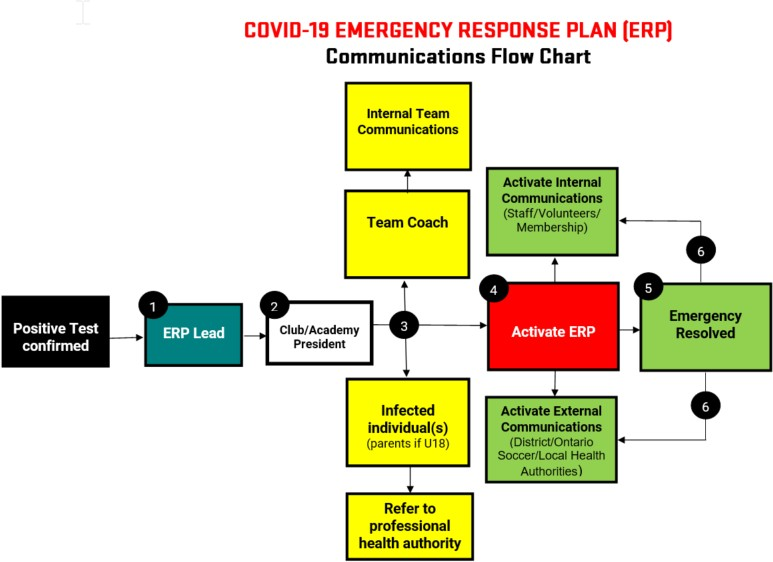 COVID-19 EMERGENCY RESPONSE PLAN (ERP)
Communications Flow Chart
Internal Team
Communications
Team Coach
Activate Internal
Communications
(Staff/Volunteers/
Membership)
6
1
2
3
4
5
Positive Test
confirmed
ERP Lead
Club/Academy
President
Activate ERP
Emergency
Resolved
Infected
individual(s)
(parents if U18)
Activate External
Communications
(District/Ontario
Soccer/Local Health
Authorities)
6
Refer to
professional
health authority